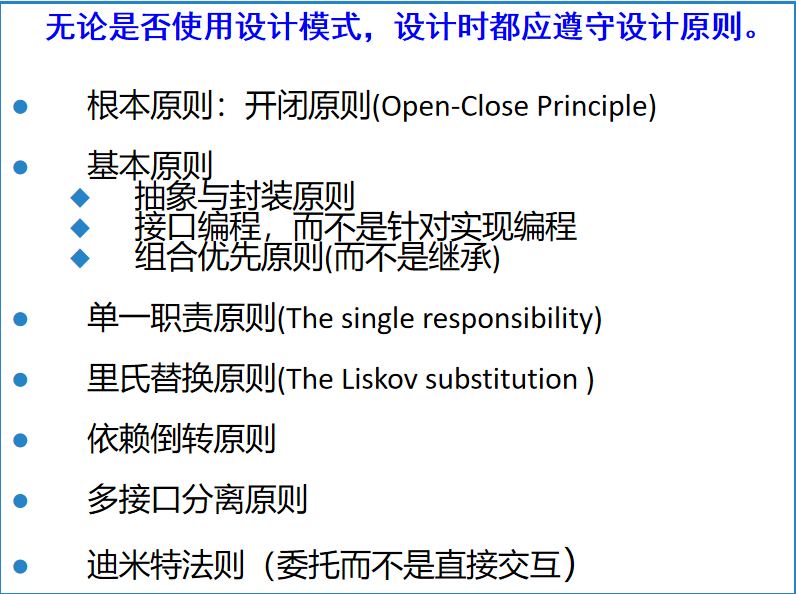 无论是否使用设计模式，设计时都应遵守设计原则。
根本原则：开闭原则(Open-Close Principle)
基本原则
抽象与封装原则
接口编程，而不是针对实现编程
组合优先原则(而不是继承)
单一职责原则(The single responsibility)
里氏替换原则(The Liskov substitution )
依赖倒转原则
多接口分离原则
迪米特法则（委托而不是直接交互）